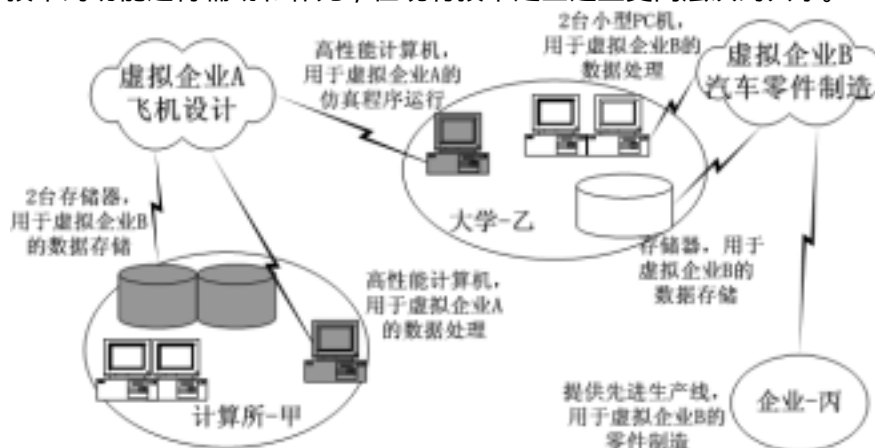 高性能计算机，
用于虚拟企业A的
仿真程序运行
2台小型PC机，
用于虚拟企业B的
数据处理
虚拟企业A
飞机设计
虚拟企业B
汽车零件制造
2台存储器，
用于虚拟企业B
的数据存储
大学-乙
存储器，用于
虚拟企业B的
数据存储
高性能计算机，
用于虚拟企业A
的数据处理
计算所-甲
提供先进生产线，
用于虚拟企业B的
零件制造
企业-丙